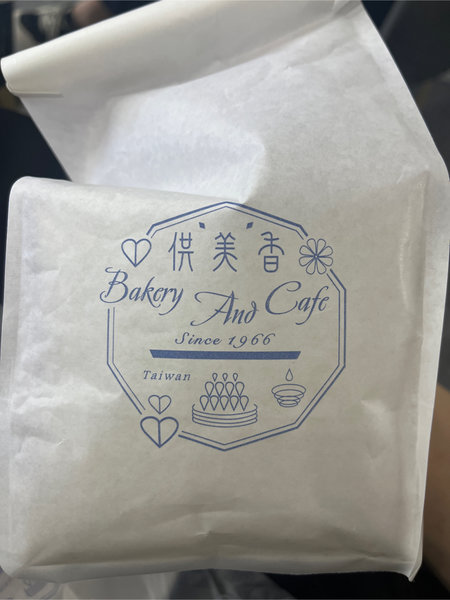 供美香
Bakery And Cafe
Since 1966
Taiwan